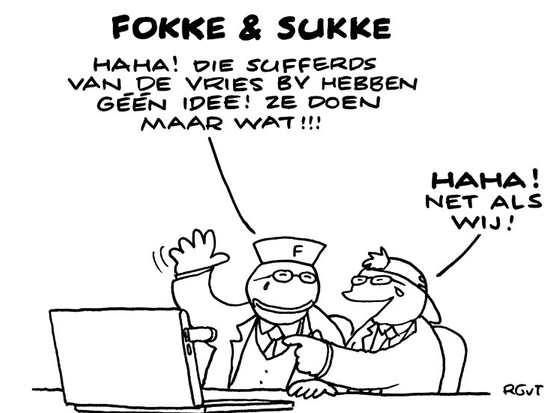 FOKKE & SUKKE
HAHA! DIE SUFFERDS
VAN DE VRIES BV HEBBEN
GÉÉN IDEE! ZE DOEN
MAAR WAT!!!
HAHA!
NET ALS
WIJ!
F
RGvT